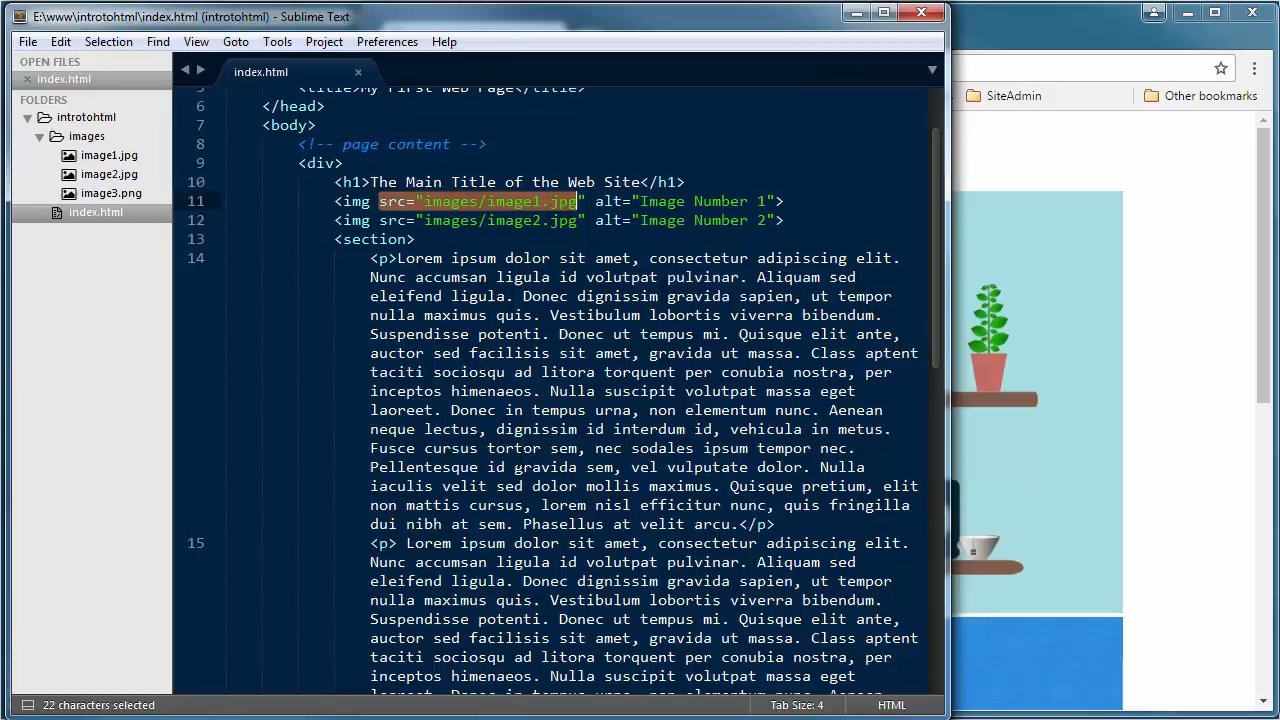 E:\www\introtohtml\index.html (introtohtml) - Sublime Text
File Edit Selection Find View Goto Tools Project Preferences Help
OPEN FILES
index.html
FOLDERS
introtohtml
images
image1.jpg
image2.jpg
image3.png
index.html
index.html
<title>My First Web Page</title>
6 </head>
7 <body>
8 <!-- page content -->
9 <div>
10 <h1>The Main Title of the Web Site</h1>
11 <img src="images/image1.jpg" alt="Image Number 1">
12 <img src="images/image2.jpg" alt="Image Number 2">
13 <section>
14 <p>Lorem ipsum dolor sit amet, consectetur adipiscing elit.
Nunc accumsan ligula id volutpat pulvinar. Aliquam sed
eleifend ligula. Donec dignissim gravida sapien, ut tempus
nulla maximus quis. Vestibulum lobortis viverra bibendum.
Suspendisse potenti. Donec ut tempus mi. Quisque elit ante,
auctor sed facilisis sit amet, gravida ut massa. Class aptent
taciti sociosqu ad litora torquent per conubia nostra, per
inceptos himenaeos. Nulla suscipit volutpat massa eget
laoreet. Donec in tempus urna, non elementum nunc. Aenean
neque lectus, dignissim id interdum id, vehicula in metus.
Fusce cursus tortor sem, nec sodales ipsum tempor nec.
Pellentesque id gravida sem, vel vulputate dolor. Nulla
iaculis velit sed dolor mollis maximus. Quisque pretium, elit
non mattis cursus, lorem nisl efficitur nunc, quis fringilla
dui nibh at sem. Phasellus at velit arcu.</p>
15 <p> Lorem ipsum dolor sit amet, consectetur adipiscing elit.
Nunc accumsan ligula id volutpat pulvinar. Aliquam sed
eleifend ligula. Donec dignissim gravida sapien, ut tempus
nulla maximus quis. Vestibulum lobortis viverra bibendum.
Suspendisse potenti. Donec ut tempus mi. Quisque elit ante,
auctor sed facilisis sit amet, gravida ut massa. Class aptent
taciti sociosqu ad litora torquent per conubia nostra, per
inceptos himenaeos. Nulla suscipit volutpat massa eget
22 characters selected
Tab Size: 4
HTML
SiteAdmin
Other bookmarks